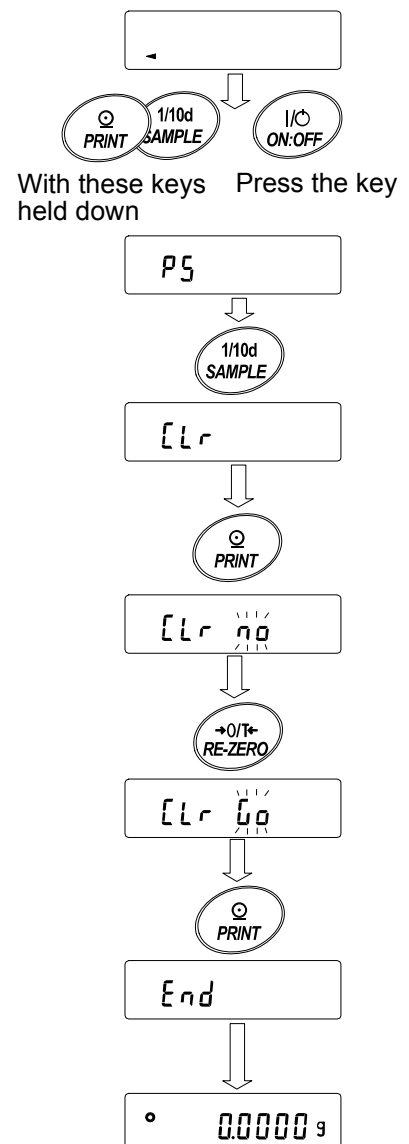 PRINT
1/10d
SAMPLE
I/⏻
ON:OFF
With these keys
held down
Press the key
PS
1/10d
SAMPLE
CLr
PRINT
CLr no
→0/T←
RE-ZERO
CLr Go
PRINT
End
0.0000 g